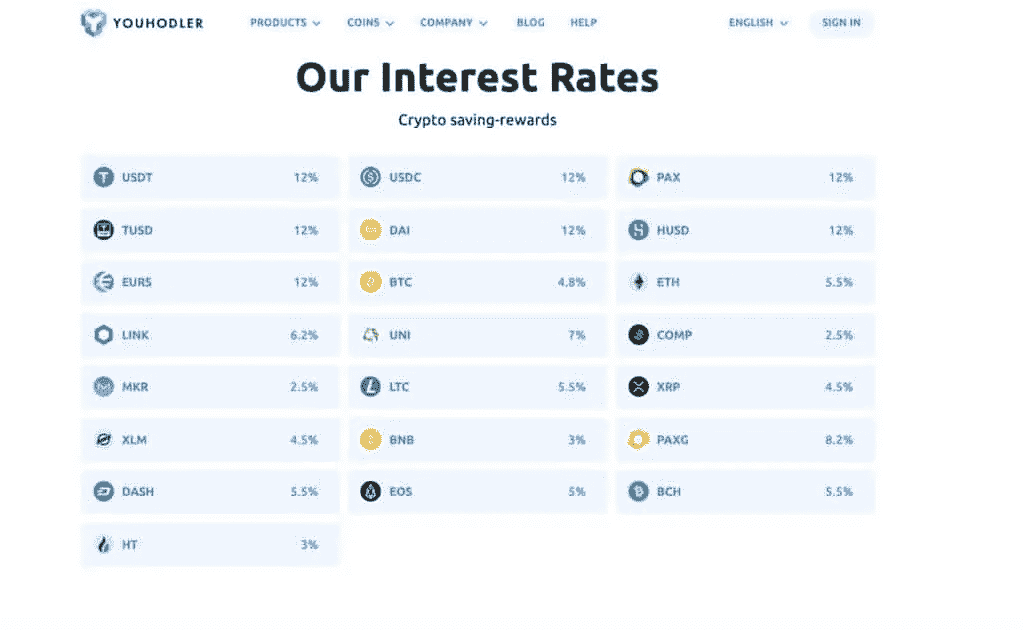 YOUHODLER PRODUCTS COINS COMPANY BLOG HELP ENGLISH SIGN IN
Our Interest Rates
Crypto saving-rewards
USDT 12% USDC 12% PAX 12%
TUSD 12% DAI 12% HUSD 12%
EURS 12% BTC 4.8% ETH 5.5%
LINK 6.2% UNI 7% COMP 2.5%
MKR 2.5% LTC 5.5% XRP 4.5%
XLM 4.5% BNB 3% PAXG 8.2%
DASH 5.5% EOS 5% BCH 5.5%
HT 3%